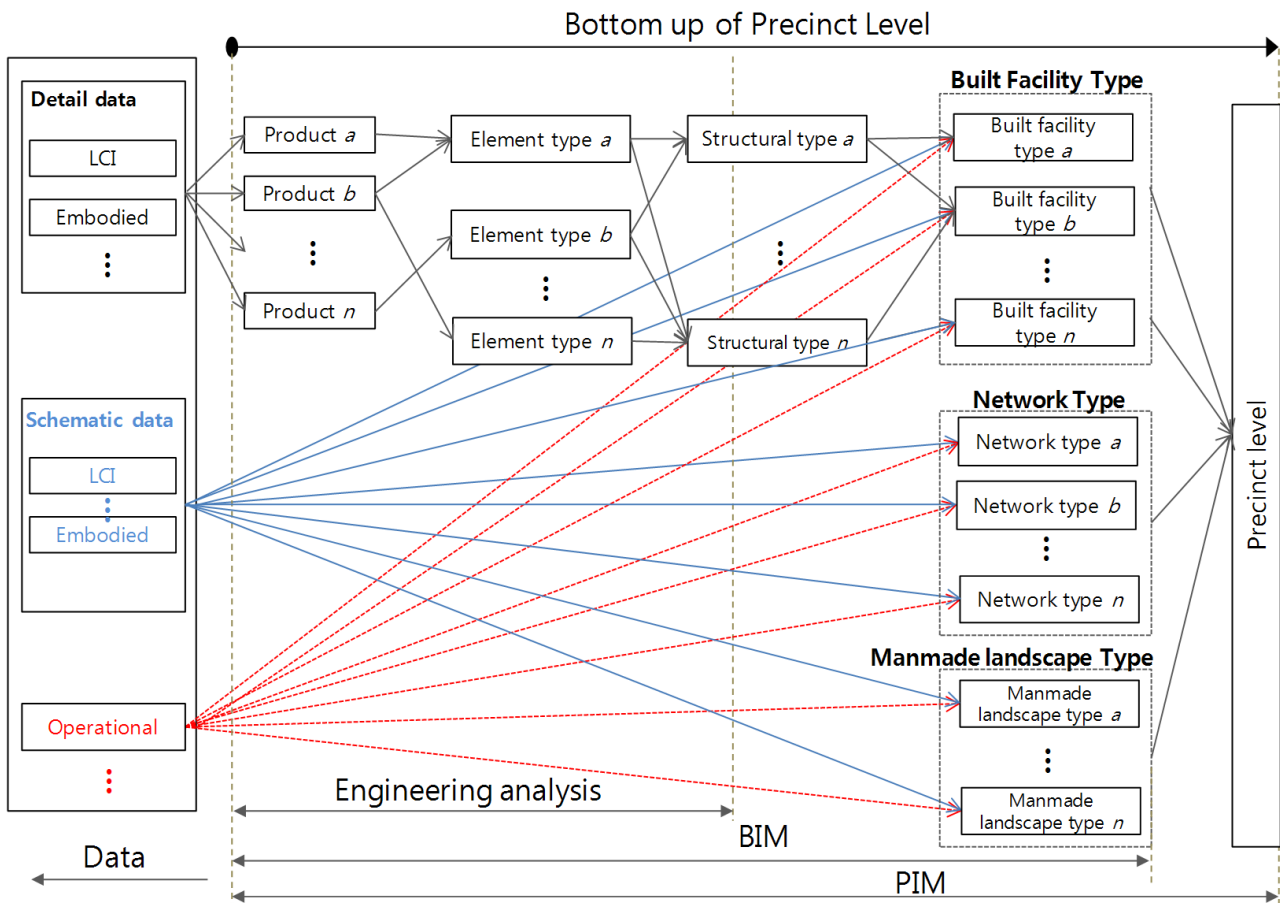 Bottom up of Precinct Level
Detail data
LCI
Embodied
Schematic data
LCI
Embodied
Operational
Data
Product a
Product b
Product n
Element type a
Element type b
Element type n
Structural type a
Structural type n
Built Facility Type
Built facility
type a
Built facility
type b
Built facility
type n
Network Type
Network type a
Network type b
Network type n
Manmade landscape Type
Manmade
landscape type a
Manmade
landscape type n
Precinct level
Engineering analysis
BIM
PIM